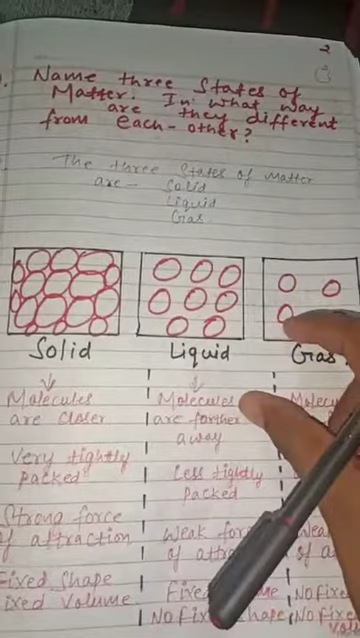 2
Name three States of
Matter. In what way
are they different
from each-other?
The three States of matter
are - Solid
Liquid
Gas
Solid Liquid Gas
Molecules Molecules
are closer are farther
away
Very tightly Less tightly
packed packed
Strong force Weak
of attraction of
Fixed Shape Fixed
Fixed Volume No fixed Shape No fixed